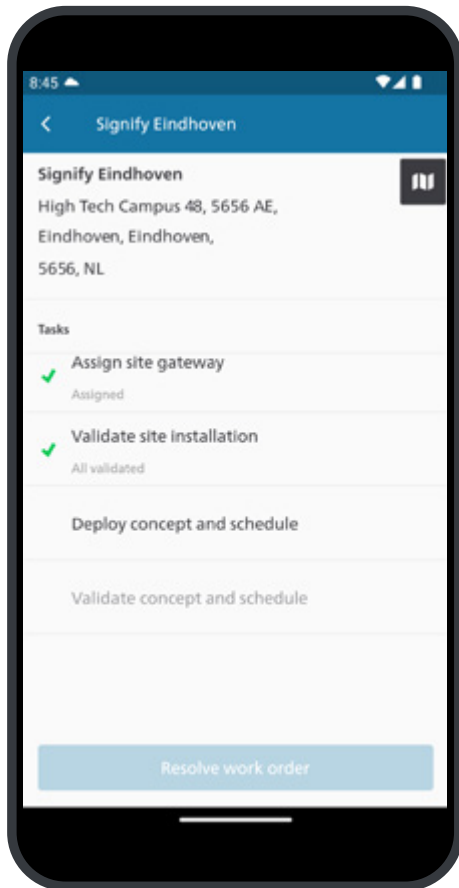 8:45
Signify Eindhoven
Signify Eindhoven
High Tech Campus 48, 5656 AE,
Eindhoven, Eindhoven,
5656, NL
Tasks
Assign site gateway
Assigned
Validate site installation
All validated
Deploy concept and schedule
Validate concept and schedule
Resolve work order